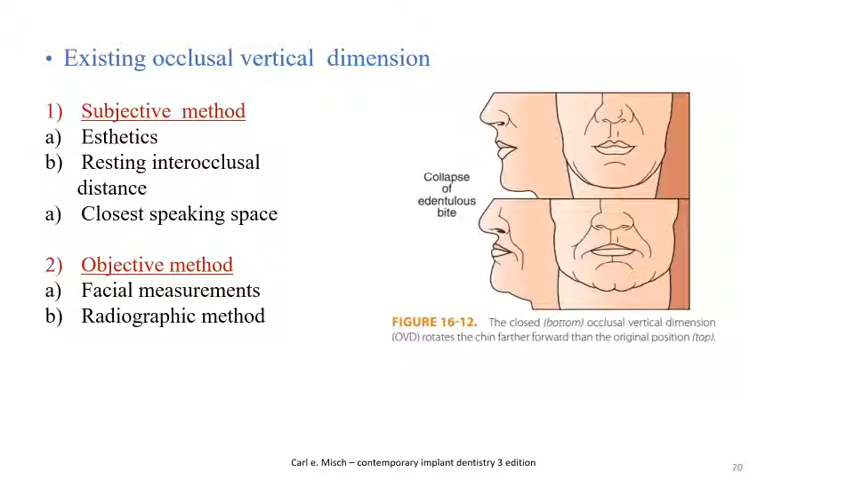 • Existing occlusal vertical dimension
1) Subjective method
a) Esthetics
b) Resting interocclusal
distance
a) Closest speaking space
2) Objective method
a) Facial measurements
b) Radiographic method
Collapse
of
edentulous
bite
FIGURE 16-12. The closed (bottom) occlusal vertical dimension
(OVD) rotates the chin farther forward than the original position (top).
Carl e. Misch – contemporary implant dentistry 3 edition
20